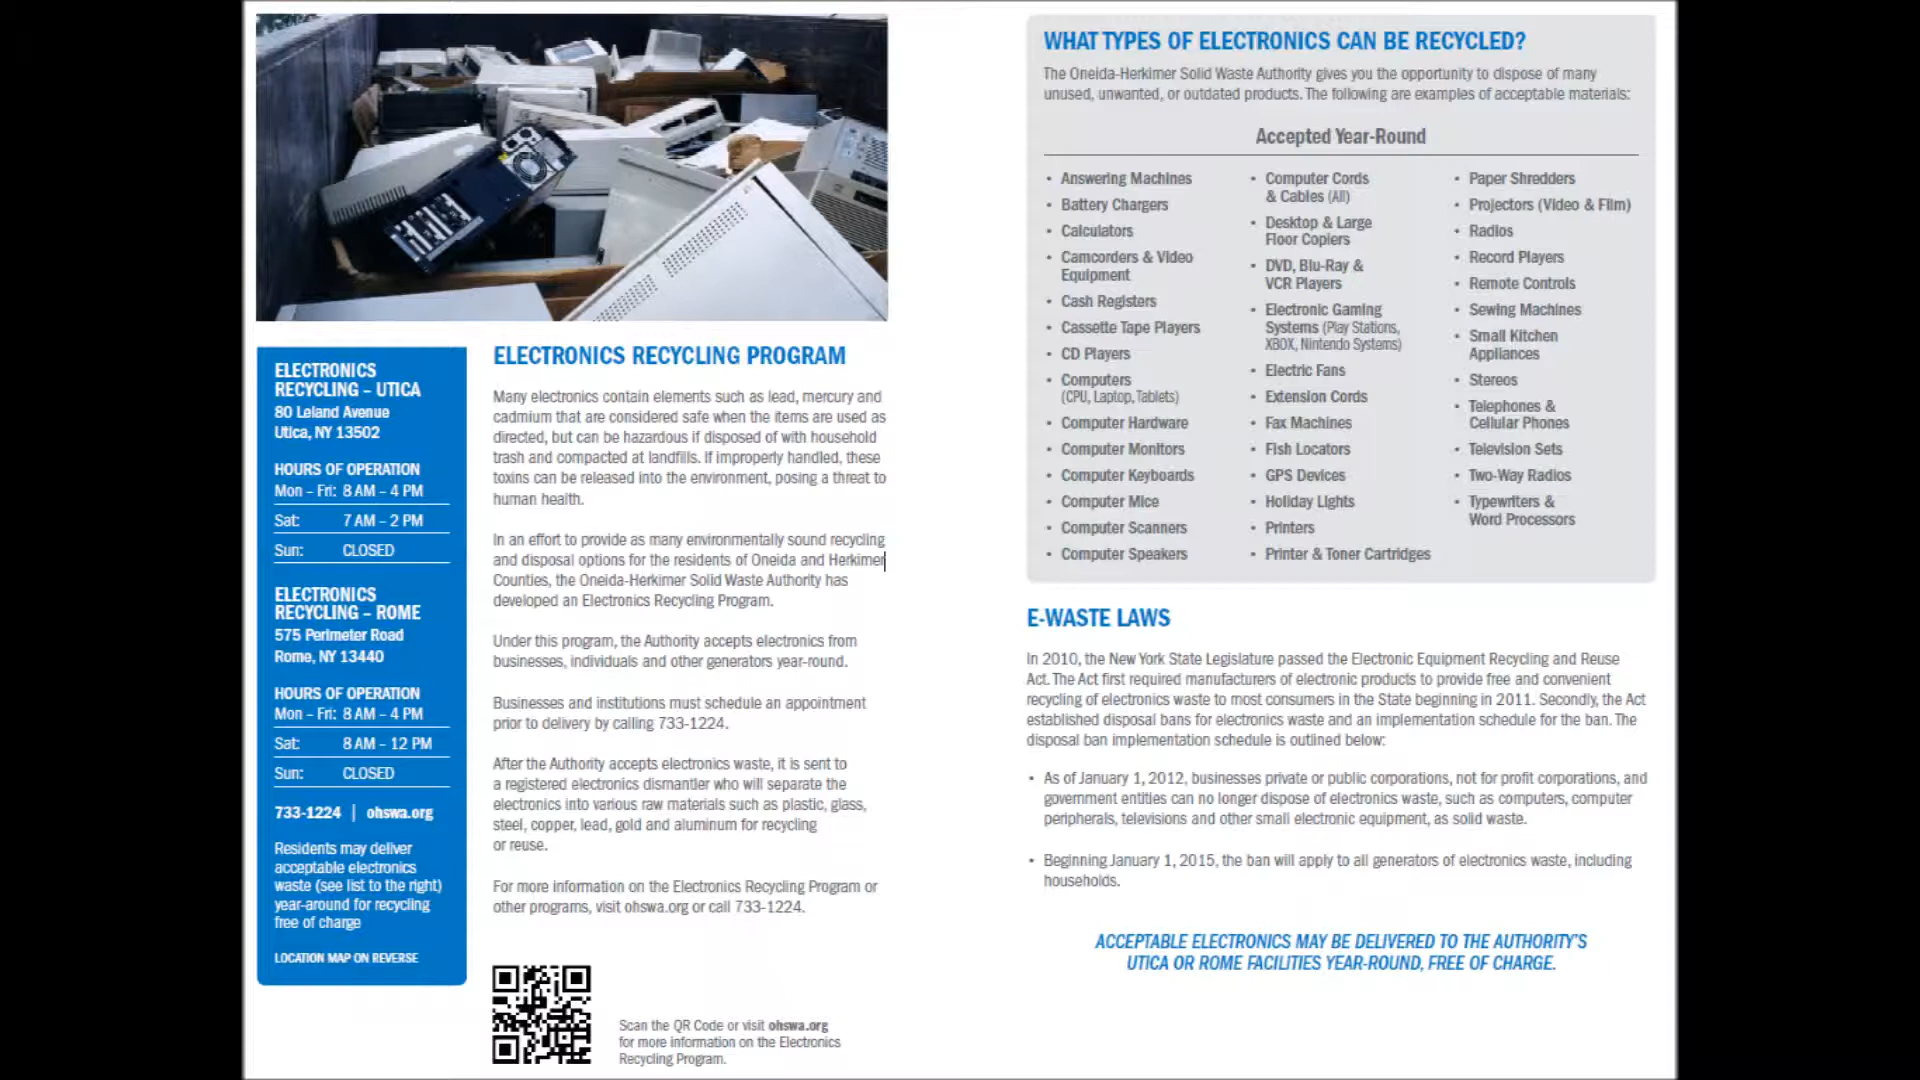 ELECTRONICS
RECYCLING – UTICA
80 Leland Avenue
Utica, NY 13502
HOURS OF OPERATION
Mon – Fri: 8 AM – 4 PM
Sat: 7 AM – 2 PM
Sun: CLOSED
ELECTRONICS
RECYCLING – ROME
575 Perimeter Road
Rome, NY 13440
HOURS OF OPERATION
Mon – Fri: 8 AM – 4 PM
Sat: 8 AM – 12 PM
Sun: CLOSED
733-1224 | ohswa.org
Residents may deliver
acceptable electronics
waste (see list to the right)
year-around for recycling
free of charge
LOCATION MAP ON REVERSE
ELECTRONICS RECYCLING PROGRAM
Many electronics contain elements such as lead, mercury and
cadmium that are considered safe when the items are used as
directed, but can be hazardous if disposed of with household
trash and compacted at landfills. If improperly handled, these
toxins can be released into the environment, posing a threat to
human health.
In an effort to provide as many environmentally sound recycling
and disposal options for the residents of Oneida and Herkimer
Counties, the Oneida-Herkimer Solid Waste Authority has
developed an Electronics Recycling Program.
Under this program, the Authority accepts electronics from
businesses, individuals and other generators year-round.
Businesses and institutions must schedule an appointment
prior to delivery by calling 733-1224.
After the Authority accepts electronics waste, it is sent to
a registered electronics dismantler who will separate the
electronics into various raw materials such as plastic, glass,
steel, copper, lead, gold and aluminum for recycling
or reuse.
For more information on the Electronics Recycling Program or
other programs, visit ohswa.org or call 733-1224.
Scan the QR Code or visit ohswa.org
for more information on the Electronics
Recycling Program.
WHAT TYPES OF ELECTRONICS CAN BE RECYCLED?
The Oneida-Herkimer Solid Waste Authority gives you the opportunity to dispose of many
unused, unwanted, or outdated products. The following are examples of acceptable materials:
Accepted Year-Round
• Answering Machines
• Battery Chargers
• Calculators
• Camcorders & Video
Equipment
• Cash Registers
• Cassette Tape Players
• CD Players
• Computers
(CPU, Laptop, Tablets)
• Computer Hardware
• Computer Monitors
• Computer Keyboards
• Computer Mice
• Computer Scanners
• Computer Speakers
• Computer Cords
& Cables (All)
• Desktop & Large
Floor Copiers
• DVD, Blu-Ray &
VCR Players
• Electronic Gaming
Systems (Play Stations,
XBOX, Nintendo Systems)
• Electric Fans
• Extension Cords
• Fax Machines
• Fish Locators
• GPS Devices
• Holiday Lights
• Printers
• Printer & Toner Cartridges
• Paper Shredders
• Projectors (Video & Film)
• Radios
• Record Players
• Remote Controls
• Sewing Machines
• Small Kitchen
Appliances
• Stereos
• Telephones &
Cellular Phones
• Television Sets
• Two-Way Radios
• Typewriters &
Word Processors
E-WASTE LAWS
In 2010, the New York State Legislature passed the Electronic Equipment Recycling and Reuse
Act. The Act first required manufacturers of electronic products to provide free and convenient
recycling of electronics waste to most consumers in the State beginning in 2011. Secondly, the Act
established disposal bans for electronics waste and an implementation schedule for the ban. The
disposal ban implementation schedule is outlined below:
• As of January 1, 2012, businesses private or public corporations, not for profit corporations, and
government entities can no longer dispose of electronics waste, such as computers, computer
peripherals, televisions and other small electronic equipment, as solid waste.
• Beginning January 1, 2015, the ban will apply to all generators of electronics waste, including
households.
ACCEPTABLE ELECTRONICS MAY BE DELIVERED TO THE AUTHORITY'S
UTICA OR ROME FACILITIES YEAR-ROUND, FREE OF CHARGE.